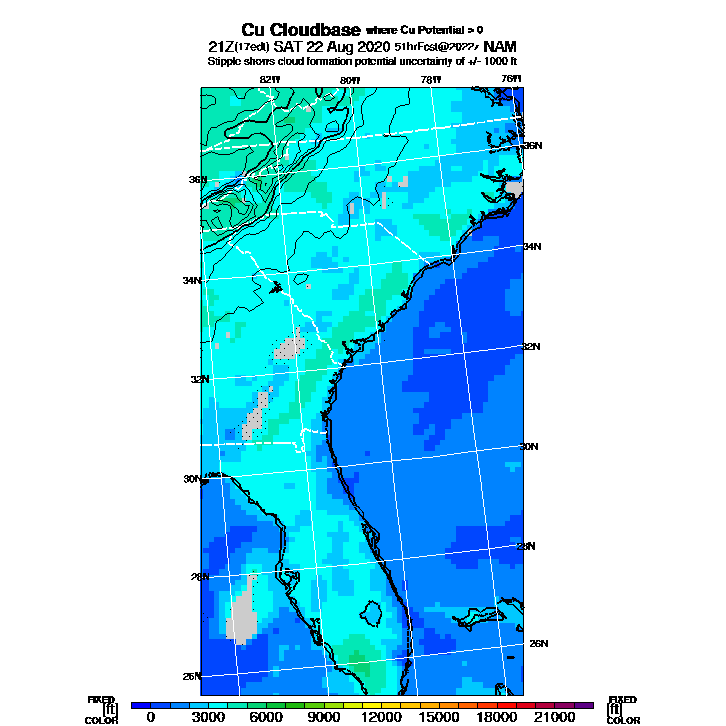 Cu Cloudbase where Cu Potential > 0
21Z(17edt) SAT 22 Aug 2020 51hrFcst@2022z NAM
Stipple shows cloud formation potential uncertainty of +/- 1000 ft
82W 80W 78W 76W
36N
36N
34N
34N
32N
32N
30N
30N
28N
28N
26N
26N
FIXED [ft] COLOR
0 3000 6000 9000 12000 15000 18000 21000
FIXED [ft] COLOR